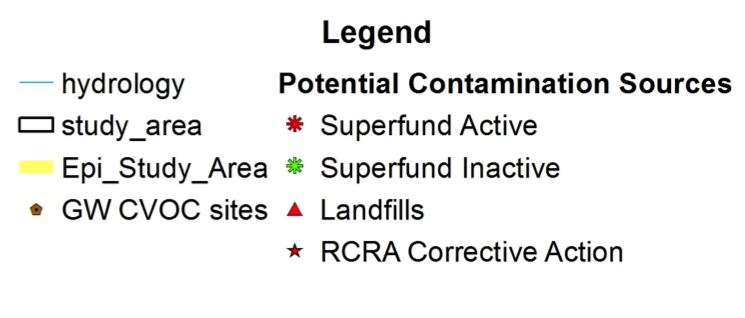 Legend
hydrology
study_area
Epi_Study_Area
GW CVOC sites
Potential Contamination Sources
Superfund Active
Superfund Inactive
Landfills
RCRA Corrective Action